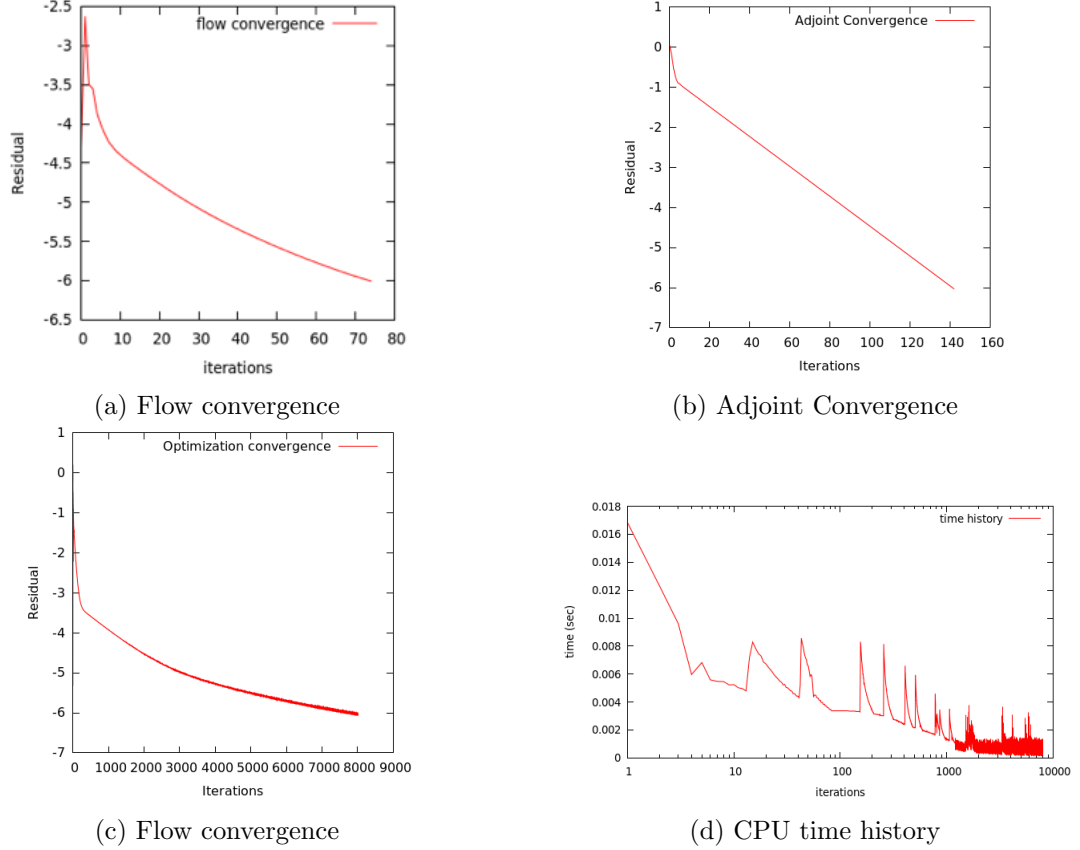 -2.5
-3
-3.5
-4
-4.5
-5
-5.5
-6
-6.5
0 10 20 30 40 50 60 70 80
Residual
iterations
flow convergence
(a) Flow convergence
1
0
-1
-2
-3
-4
-5
-6
-7
0 20 40 60 80 100 120 140 160
Residual
Iterations
Adjoint Convergence
(b) Adjoint Convergence
1
0
-1
-2
-3
-4
-5
-6
-7
0 1000 2000 3000 4000 5000 6000 7000 8000 9000
Residual
Iterations
Optimization convergence
(c) Flow convergence
0.018
0.016
0.014
0.012
0.01
0.008
0.006
0.004
0.002
0
1 10 100 1000 10000
time (sec)
iterations
time history
(d) CPU time history